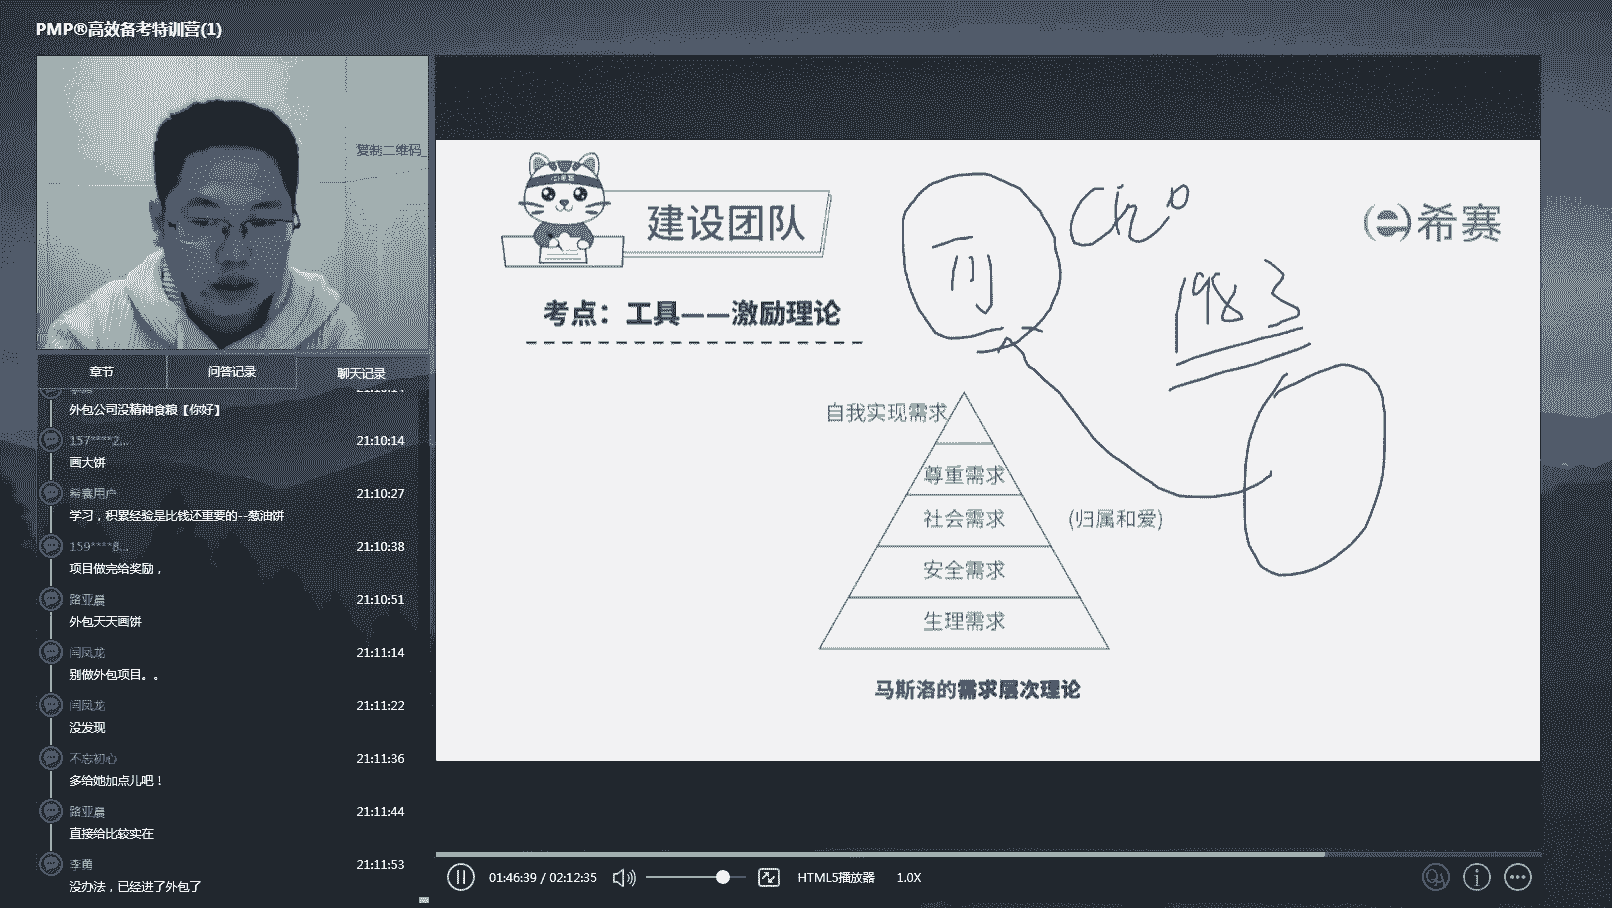 PMP®高效备考特训营(1)
复制二维码_
章节
问答记录
聊天记录
外包公司没精神食粮【你好】
157****2...
21:10:14
画大饼
希赛用户
21:10:27
学习，积累经验是比钱还重要的--葱油饼
159****8...
21:10:38
项目做完给奖励，
路亚晨
21:10:51
外包天天画饼
闫凤龙
21:11:14
别做外包项目。。
闫凤龙
21:11:22
没发现
不忘初心
21:11:36
多给她加点儿吧！
路亚晨
21:11:44
直接给比较实在
21:11:53
没办法，已经进了外包了
建设团队
希赛
考点：工具——激励理论
1983
自我实现需求
尊重需求
社会需求
(归属和爱)
安全需求
生理需求
马斯洛的需求层次理论
01:46:39 / 02:12:35
HTML5播放器
1.0X